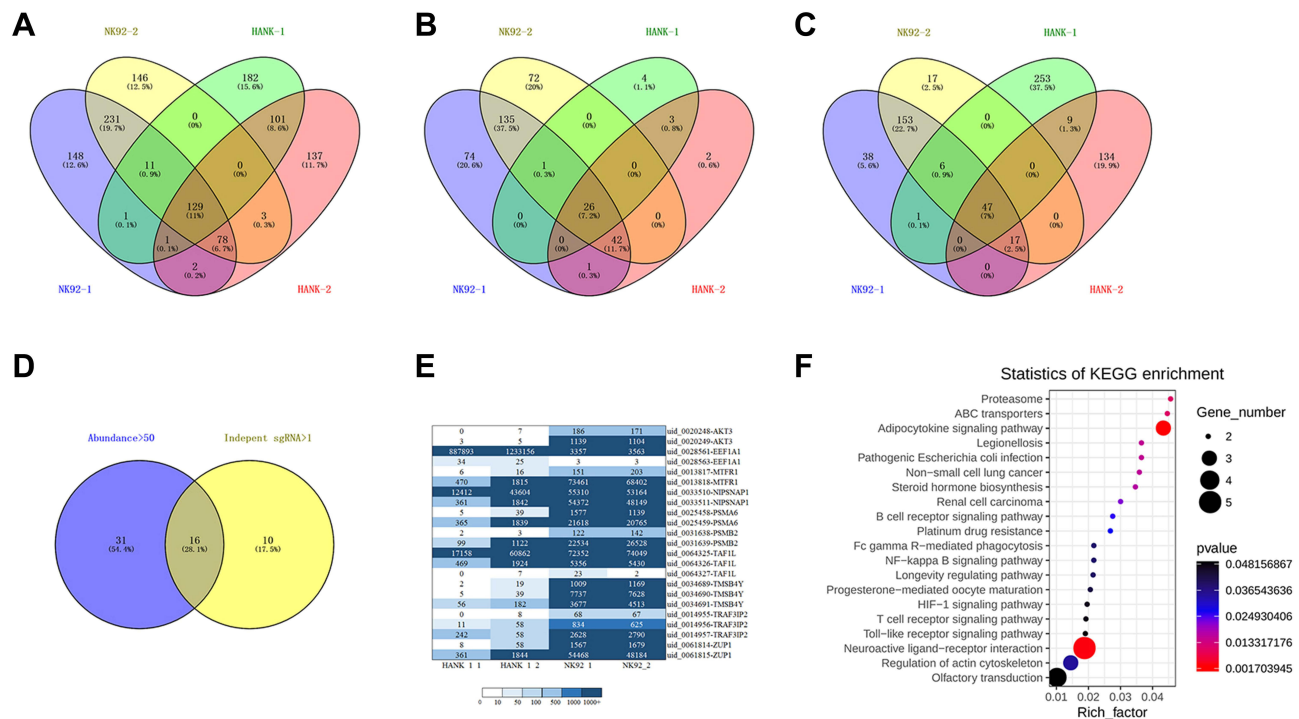 A
NK92-2
HANK-1
146
(12.5%)
182
(15.6%)
231
(19.7%)
0
(0%)
101
(8.6%)
148
(12.6%)
11
(0.9%)
0
(0%)
137
(11.7%)
129
(11%)
1
(0.1%)
3
(0.3%)
1
(0.1%)
78
(6.7%)
2
(0.2%)
NK92-1
HANK-2
B
NK92-2
HANK-1
72
(20%)
4
(1.1%)
135
(37.5%)
0
(0%)
3
(0.8%)
74
(20.6%)
1
(0.3%)
0
(0%)
2
(0.6%)
26
(7.2%)
0
(0%)
0
(0%)
0
(0%)
42
(11.7%)
1
(0.3%)
NK92-1
HANK-2
C
NK92-2
HANK-1
17
(2.5%)
253
(37.5%)
153
(22.7%)
0
(0%)
9
(1.3%)
38
(5.6%)
6
(0.9%)
0
(0%)
134
(19.9%)
47
(7%)
1
(0.1%)
0
(0%)
0
(0%)
17
(2.5%)
0
(0%)
NK92-1
HANK-2
D
Abundance>50
Indepent sgRNA>1
31
(54.4%)
16
(28.1%)
10
(17.5%)
E
0 7 186 171 uid_0020248-AKT3
3 5 1139 1104 uid_0020249-AKT3
887893 1233156 3357 3563 uid_0028561-EEF1A1
34 25 3 3 uid_0028563-EEF1A1
6 16 151 203 uid_0013817-MTFR1
470 1815 73461 68402 uid_0013818-MTFR1
12412 43604 55310 53164 uid_0033510-NIPSNAP1
361 1842 54372 48149 uid_0033511-NIPSNAP1
5 39 1577 1139 uid_0025458-PSMA6
365 1839 21618 20765 uid_0025459-PSMA6
2 3 122 142 uid_0031638-PSMB2
99 1122 22534 26528 uid_0031639-PSMB2
17158 60862 72352 74049 uid_0064325-TAF1L
469 1924 5356 5430 uid_0064326-TAF1L
0 7 23 2 uid_0064327-TAF1L
2 19 1009 1169 uid_0034689-TMSB4Y
5 39 7737 7628 uid_0034690-TMSB4Y
56 182 3677 4513 uid_0034691-TMSB4Y
0 8 68 67 uid_0014955-TRAF3IP2
11 58 834 625 uid_0014956-TRAF3IP2
242 58 2628 2790 uid_0014957-TRAF3IP2
8 58 1567 1679 uid_0061814-ZUP1
361 1844 54468 48184 uid_0061815-ZUP1
HANK_1_1 HANK_1_2 NK92_1 NK92_2
0 10 50 100 500 1000 1000+
F
Statistics of KEGG enrichment
Proteasome
ABC transporters
Adipocytokine signaling pathway
Legionellosis
Pathogenic Escherichia coli infection
Non−small cell lung cancer
Steroid hormone biosynthesis
Renal cell carcinoma
B cell receptor signaling pathway
Platinum drug resistance
Fc gamma R−mediated phagocytosis
NF−kappa B signaling pathway
Longevity regulating pathway
Progesterone−mediated oocyte maturation
HIF−1 signaling pathway
T cell receptor signaling pathway
Toll−like receptor signaling pathway
Neuroactive ligand−receptor interaction
Regulation of actin cytoskeleton
Olfactory transduction
0.01 0.02 0.03 0.04
Rich_factor
Gene_number
2
3
4
5
pvalue
0.048156867
0.036543636
0.024930406
0.013317176
0.001703945